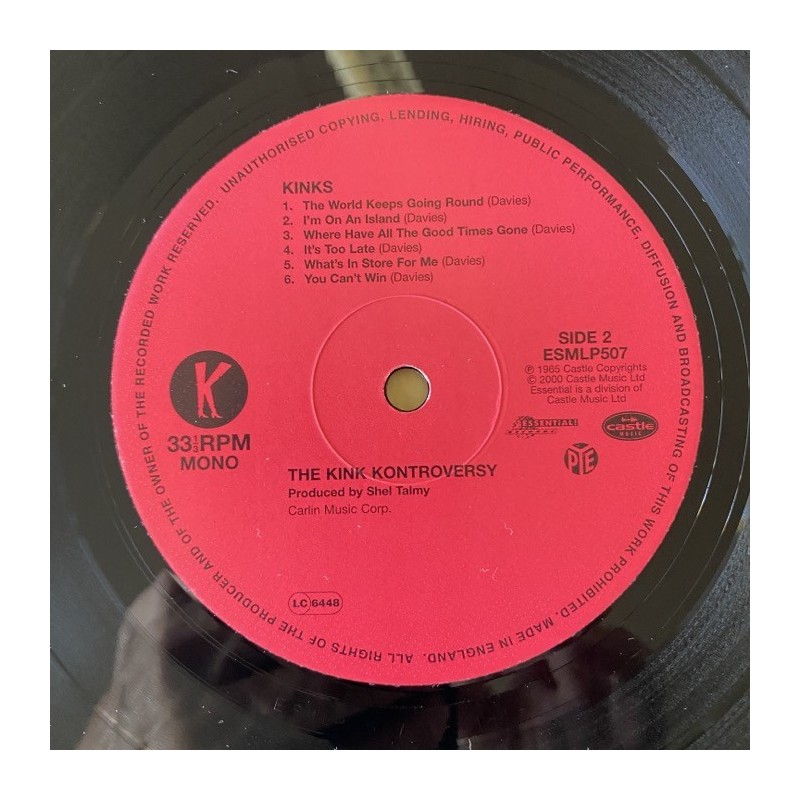 UNAUTHORISED COPYING, LENDING, HIRING, PUBLIC PERFORMANCE, DIFFUSION AND BROADCASTING OF THIS WORK PROHIBITED. MADE IN ENGLAND. ALL RIGHTS OF THE PRODUCER AND OF THE OWNER OF THE RECORDED WORK RESERVED.
KINKS
1. The World Keeps Going Round (Davies)
2. I'm On An Island (Davies)
3. Where Have All The Good Times Gone (Davies)
4. It's Too Late (Davies)
5. What's In Store For Me (Davies)
6. You Can't Win (Davies)
SIDE 2
ESMLP507
℗ 1965 Castle Copyrights
© 2000 Castle Music Ltd
Essential is a division of
Castle Music Ltd
K
33⅓RPM
MONO
ESSENTIAL!
castle
MUSIC
PYE
THE KINK KONTROVERSY
Produced by Shel Talmy
Carlin Music Corp.
LC 6448